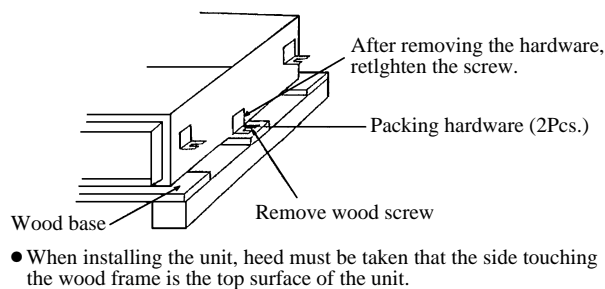 After removing the hardware,
retlghten the screw.
Packing hardware (2Pcs.)
Remove wood screw
Wood base
● When installing the unit, heed must be taken that the side touching
the wood frame is the top surface of the unit.